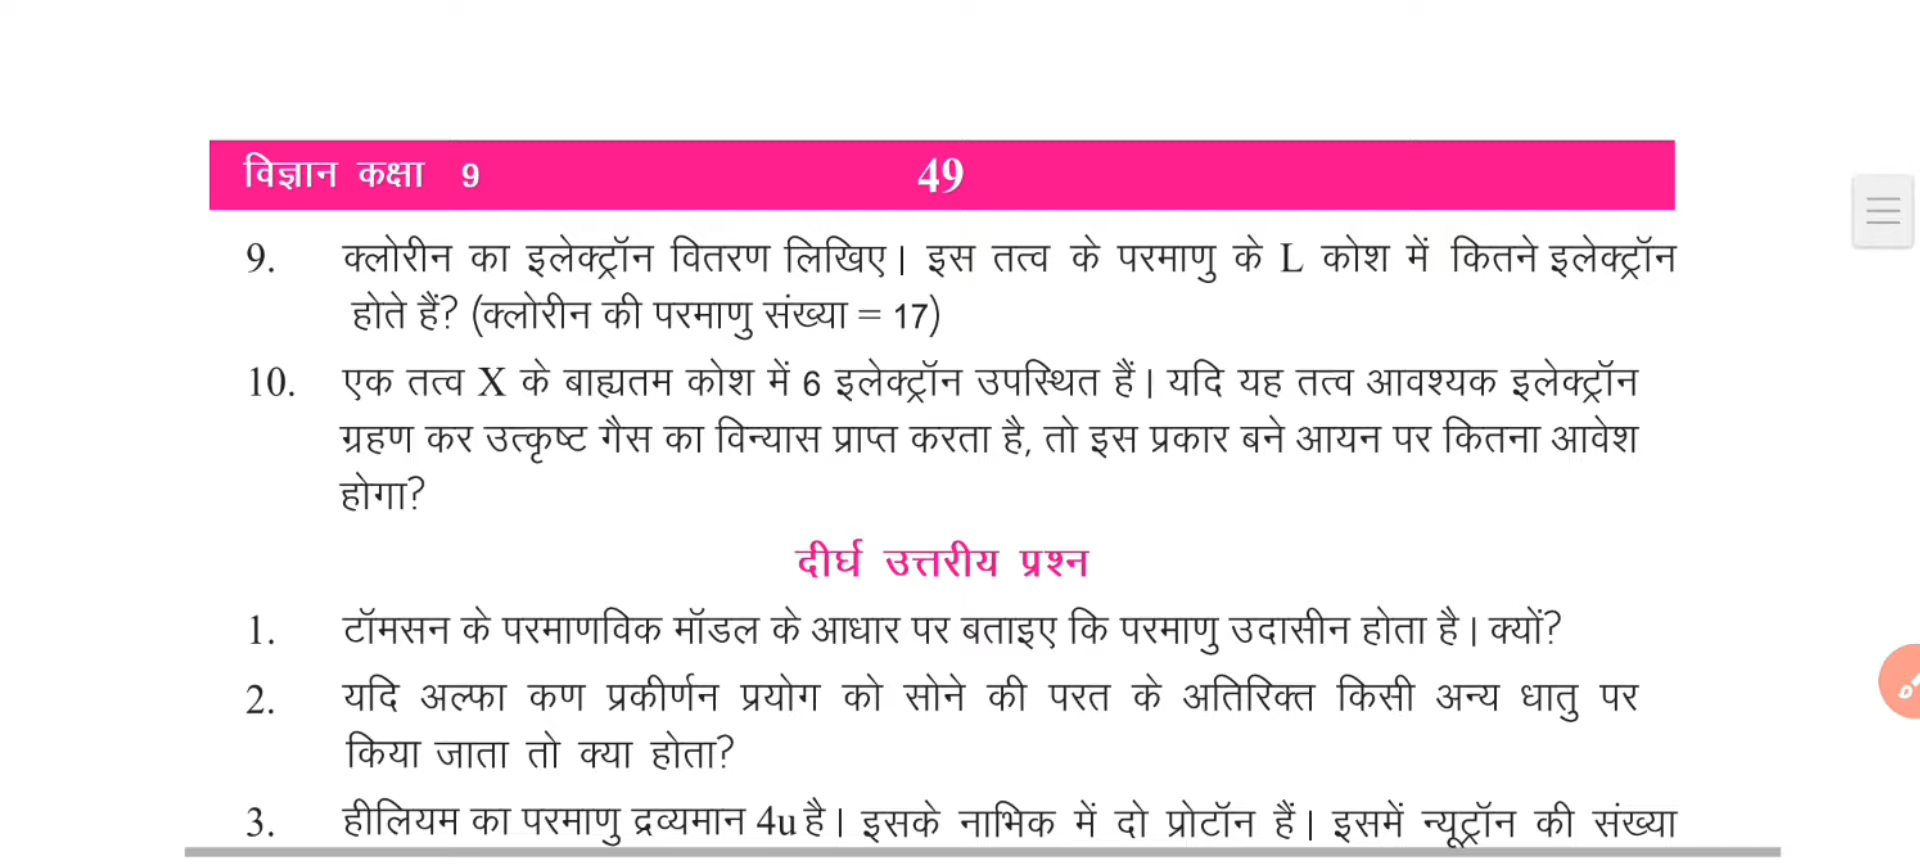 विज्ञान कक्षा 9 49
9. क्लोरीन का इलेक्ट्रॉन वितरण लिखिए। इस तत्व के परमाणु के L कोश में कितने इलेक्ट्रॉन
होते हैं? (क्लोरीन की परमाणु संख्या = 17)
10. एक तत्व X के बाह्यतम कोश में 6 इलेक्ट्रॉन उपस्थित हैं। यदि यह तत्व आवश्यक इलेक्ट्रॉन
ग्रहण कर उत्कृष्ट गैस का विन्यास प्राप्त करता है, तो इस प्रकार बने आयन पर कितना आवेश
होगा?
दीर्घ उत्तरीय प्रश्न
1. टॉमसन के परमाणविक मॉडल के आधार पर बताइए कि परमाणु उदासीन होता है। क्यों?
2. यदि अल्फा कण प्रकीर्णन प्रयोग को सोने की परत के अतिरिक्त किसी अन्य धातु पर
किया जाता तो क्या होता?
3. हीलियम का परमाणु द्रव्यमान 4u है। इसके नाभिक में दो प्रोटॉन हैं। इसमें न्यूट्रॉन की संख्या